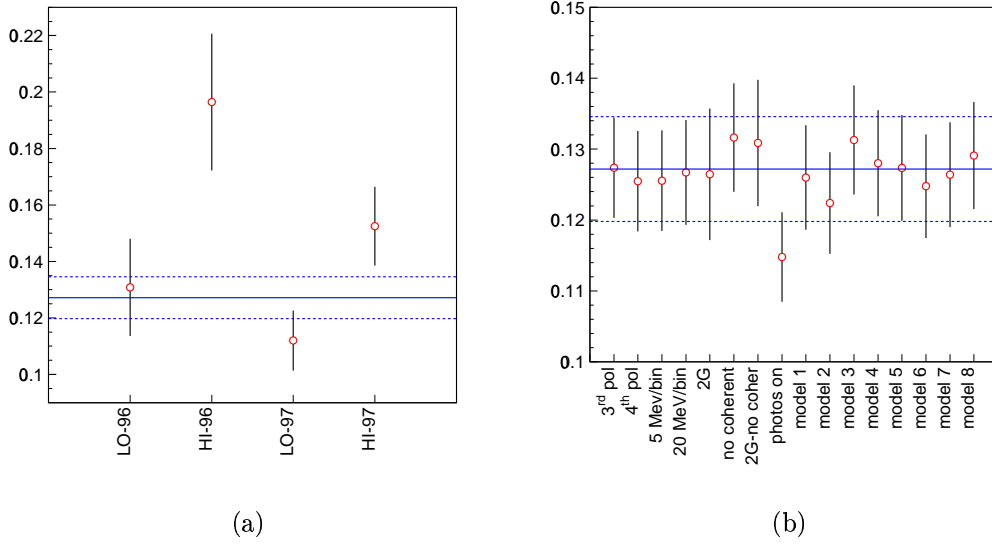 0.22
0.2
0.18
0.16
0.14
0.12
0.1
LO-96
HI-96
LO-97
HI-97
(a)
0.15
0.14
0.13
0.12
0.11
0.1
3rd pol
4th pol
5 Mev/bin
20 MeV/bin
2G
no coherent
2G-no coher
photos on
model 1
model 2
model 3
model 4
model 5
model 6
model 7
model 8
(b)